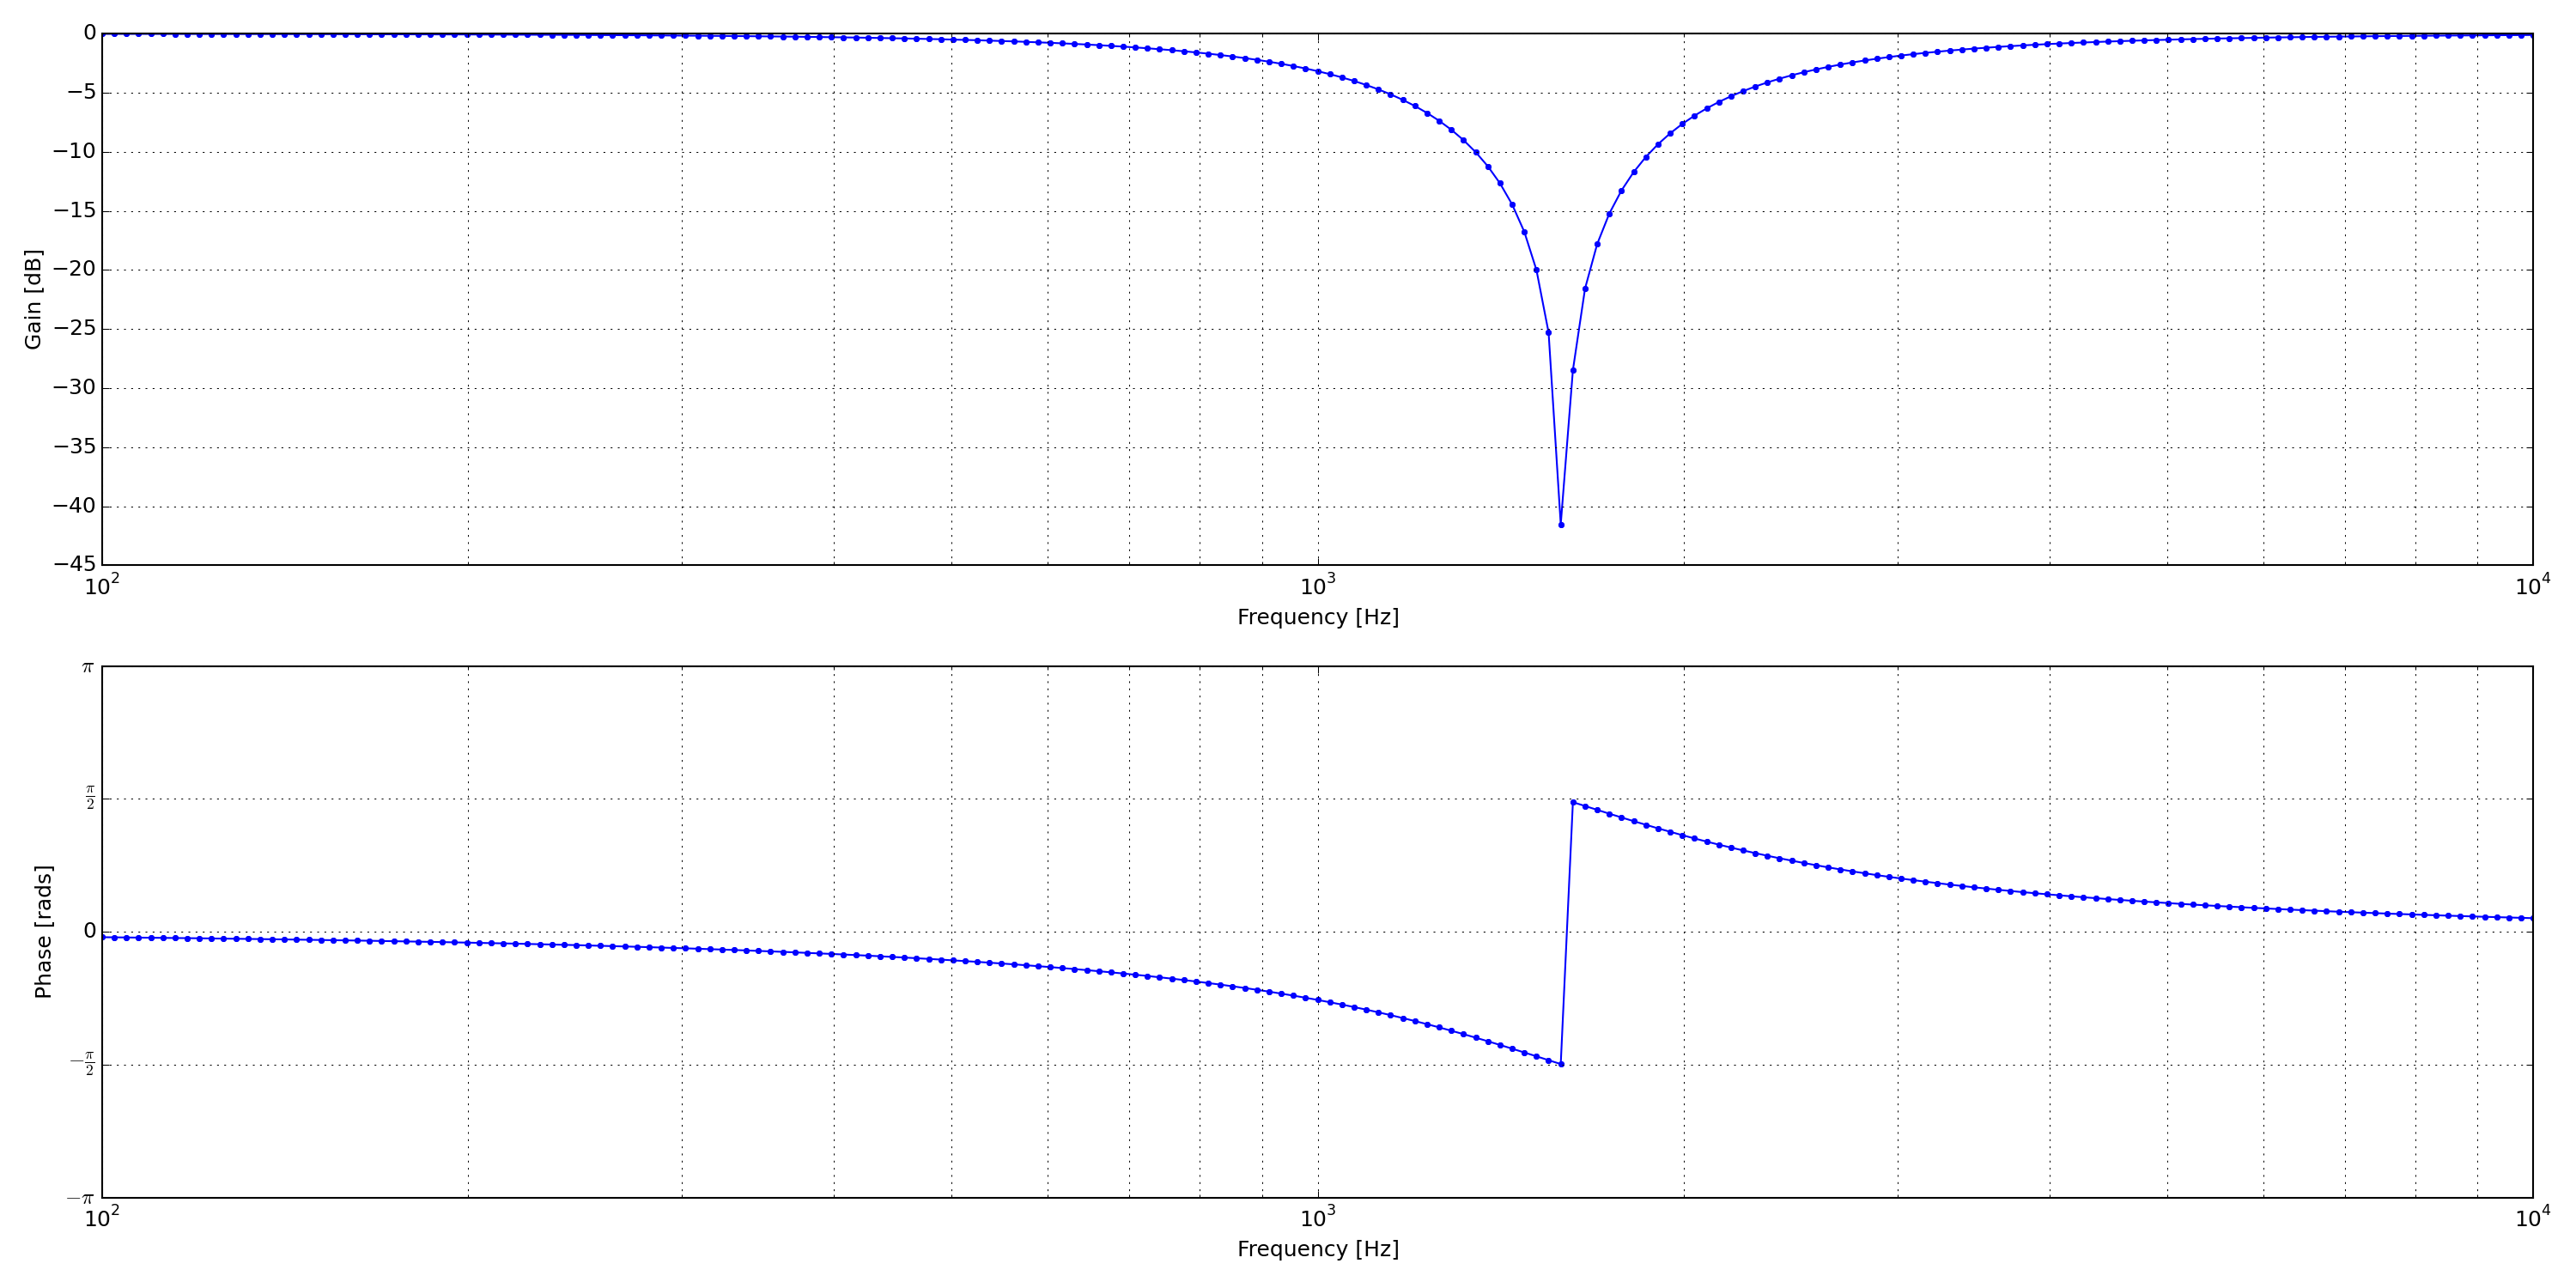 0
−5
−10
−15
−20
−25
−30
−35
−40
−45
Gain [dB]
10² 10³ 10⁴
Frequency [Hz]
π
π/2
0
−π/2
−π
Phase [rads]
10² 10³ 10⁴
Frequency [Hz]